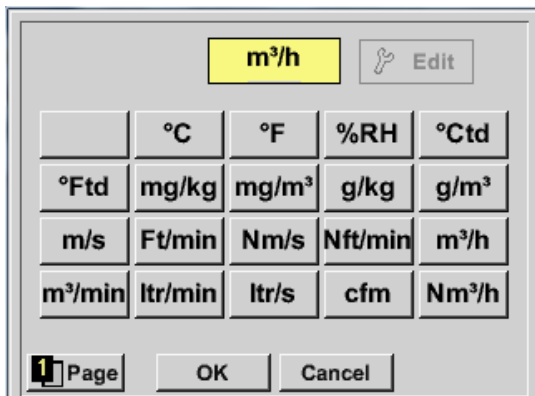 m³/h Edit
°C °F %RH °Ctd
°Ftd mg/kg mg/m³ g/kg g/m³
m/s Ft/min Nm/s Nft/min m³/h
m³/min ltr/min ltr/s cfm Nm³/h
1 Page OK Cancel